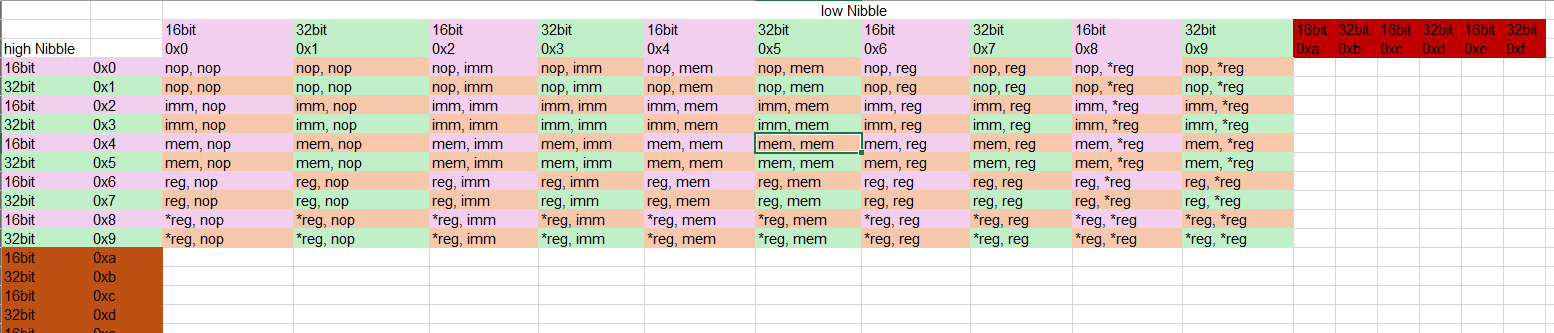 low Nibble
16bit 32bit 16bit 32bit 16bit 32bit 16bit 32bit 16bit 32bit 16bit 32bit 16bit 32bit 16bit 32bit
high Nibble 0x0 0x1 0x2 0x3 0x4 0x5 0x6 0x7 0x8 0x9 0xa 0xb 0xc 0xd 0xe 0xf
16bit 0x0 nop, nop nop, nop nop, imm nop, imm nop, mem nop, mem nop, reg nop, reg nop, *reg nop, *reg
32bit 0x1 nop, nop nop, nop nop, imm nop, imm nop, mem nop, mem nop, reg nop, reg nop, *reg nop, *reg
16bit 0x2 imm, nop imm, nop imm, imm imm, imm imm, mem imm, mem imm, reg imm, reg imm, *reg imm, *reg
32bit 0x3 imm, nop imm, nop imm, imm imm, imm imm, mem imm, mem imm, reg imm, reg imm, *reg imm, *reg
16bit 0x4 mem, nop mem, nop mem, imm mem, imm mem, mem mem, mem mem, reg mem, reg mem, *reg mem, *reg
32bit 0x5 mem, nop mem, nop mem, imm mem, imm mem, mem mem, mem mem, reg mem, reg mem, *reg mem, *reg
16bit 0x6 reg, nop reg, nop reg, imm reg, imm reg, mem reg, mem reg, reg reg, reg reg, *reg reg, *reg
32bit 0x7 reg, nop reg, nop reg, imm reg, imm reg, mem reg, mem reg, reg reg, reg reg, *reg reg, *reg
16bit 0x8 *reg, nop *reg, nop *reg, imm *reg, imm *reg, mem *reg, mem *reg, reg *reg, reg *reg, *reg *reg, *reg
32bit 0x9 *reg, nop *reg, nop *reg, imm *reg, imm *reg, mem *reg, mem *reg, reg *reg, reg *reg, *reg *reg, *reg
16bit 0xa
32bit 0xb
16bit 0xc
32bit 0xd
16bit 0xe